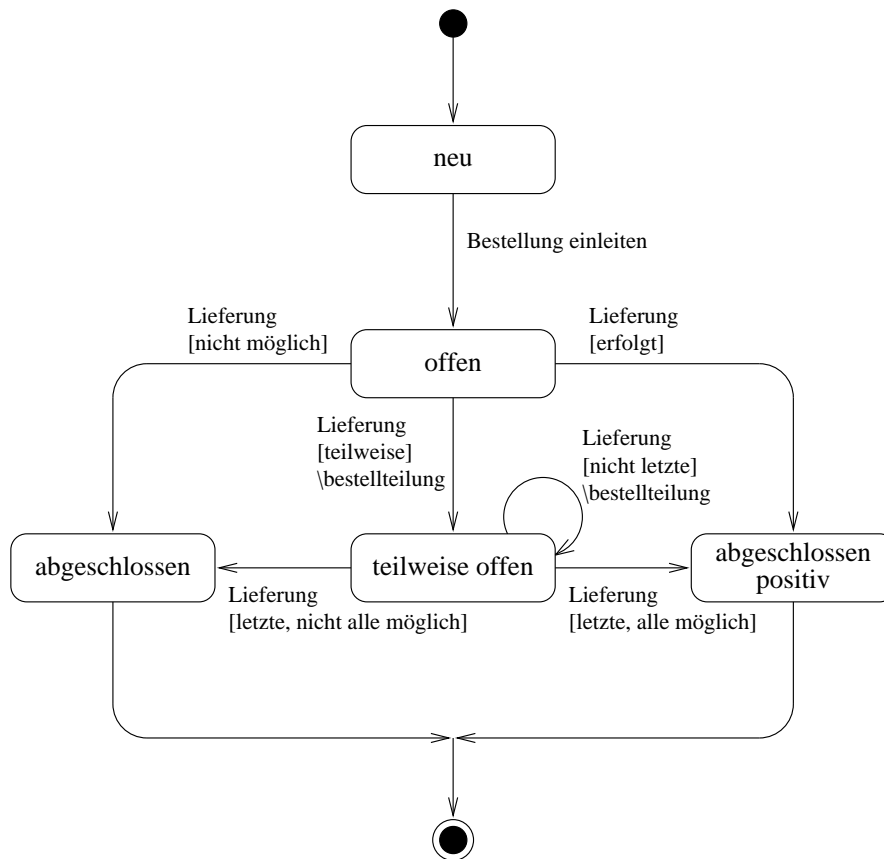 neu
Bestellung einleiten
Lieferung
[nicht möglich]
Lieferung
[erfolgt]
offen
Lieferung
[teilweise]
\bestellteilung
Lieferung
[nicht letzte]
\bestellteilung
abgeschlossen
teilweise offen
abgeschlossen
positiv
Lieferung
[letzte, nicht alle möglich]
Lieferung
[letzte, alle möglich]